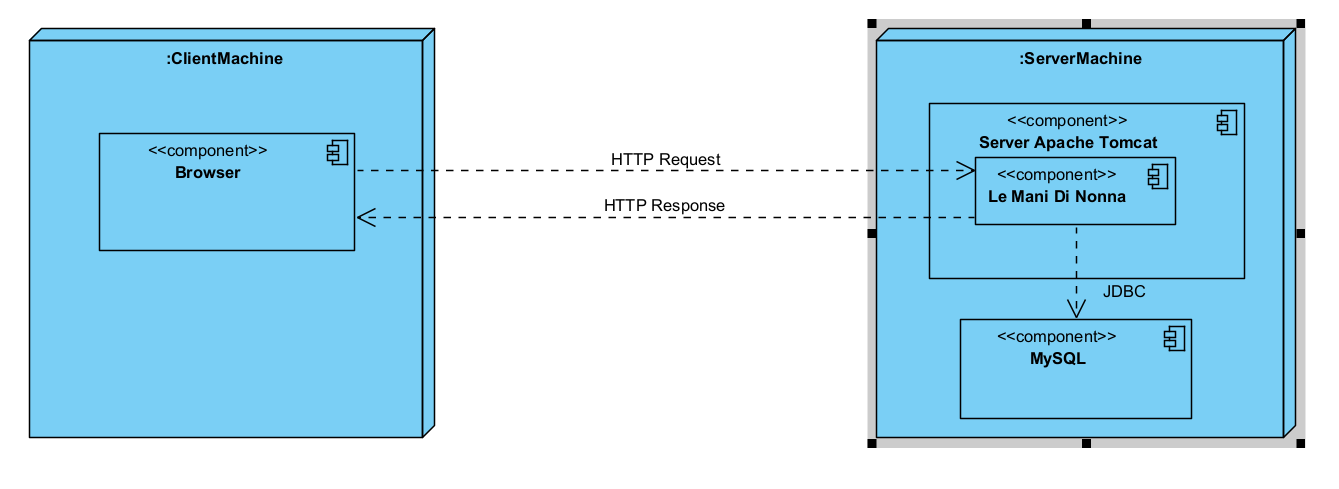 :ClientMachine
<<component>>
Browser
HTTP Request
HTTP Response
:ServerMachine
<<component>>
Server Apache Tomcat
<<component>>
Le Mani Di Nonna
JDBC
<<component>>
MySQL